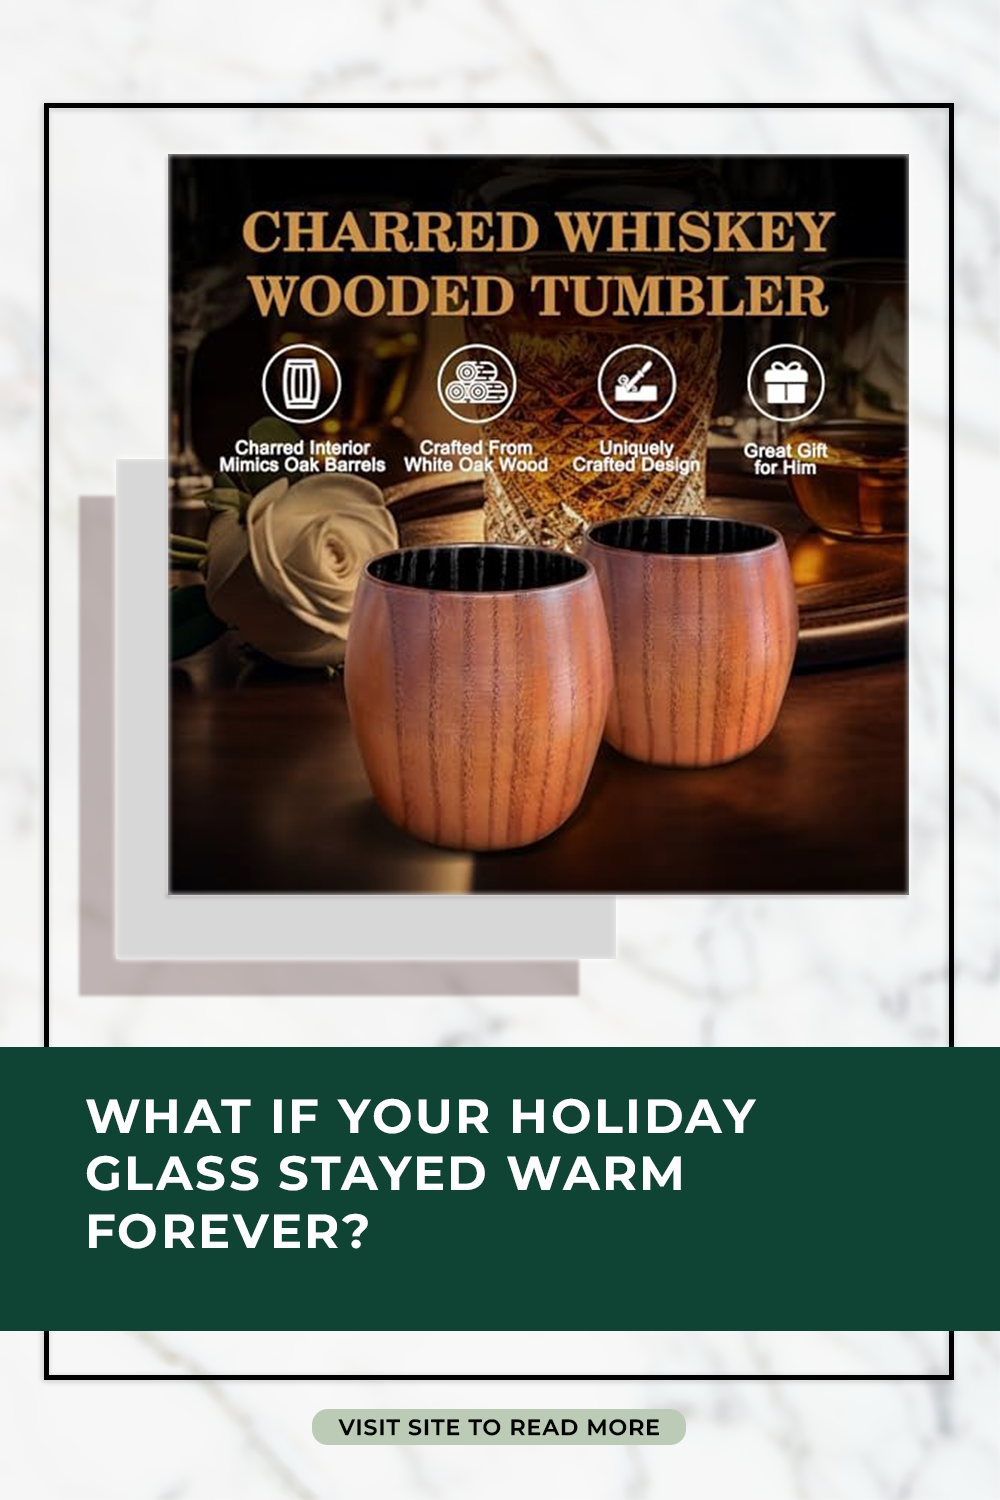 CHARRED WHISKEY
WOODED TUMBLER
Charred Interior
Mimics Oak Barrels
Crafted From
White Oak Wood
Uniquely
Crafted Design
Great Gift
for Him
WHAT IF YOUR HOLIDAY
GLASS STAYED WARM
FOREVER?
VISIT SITE TO READ MORE